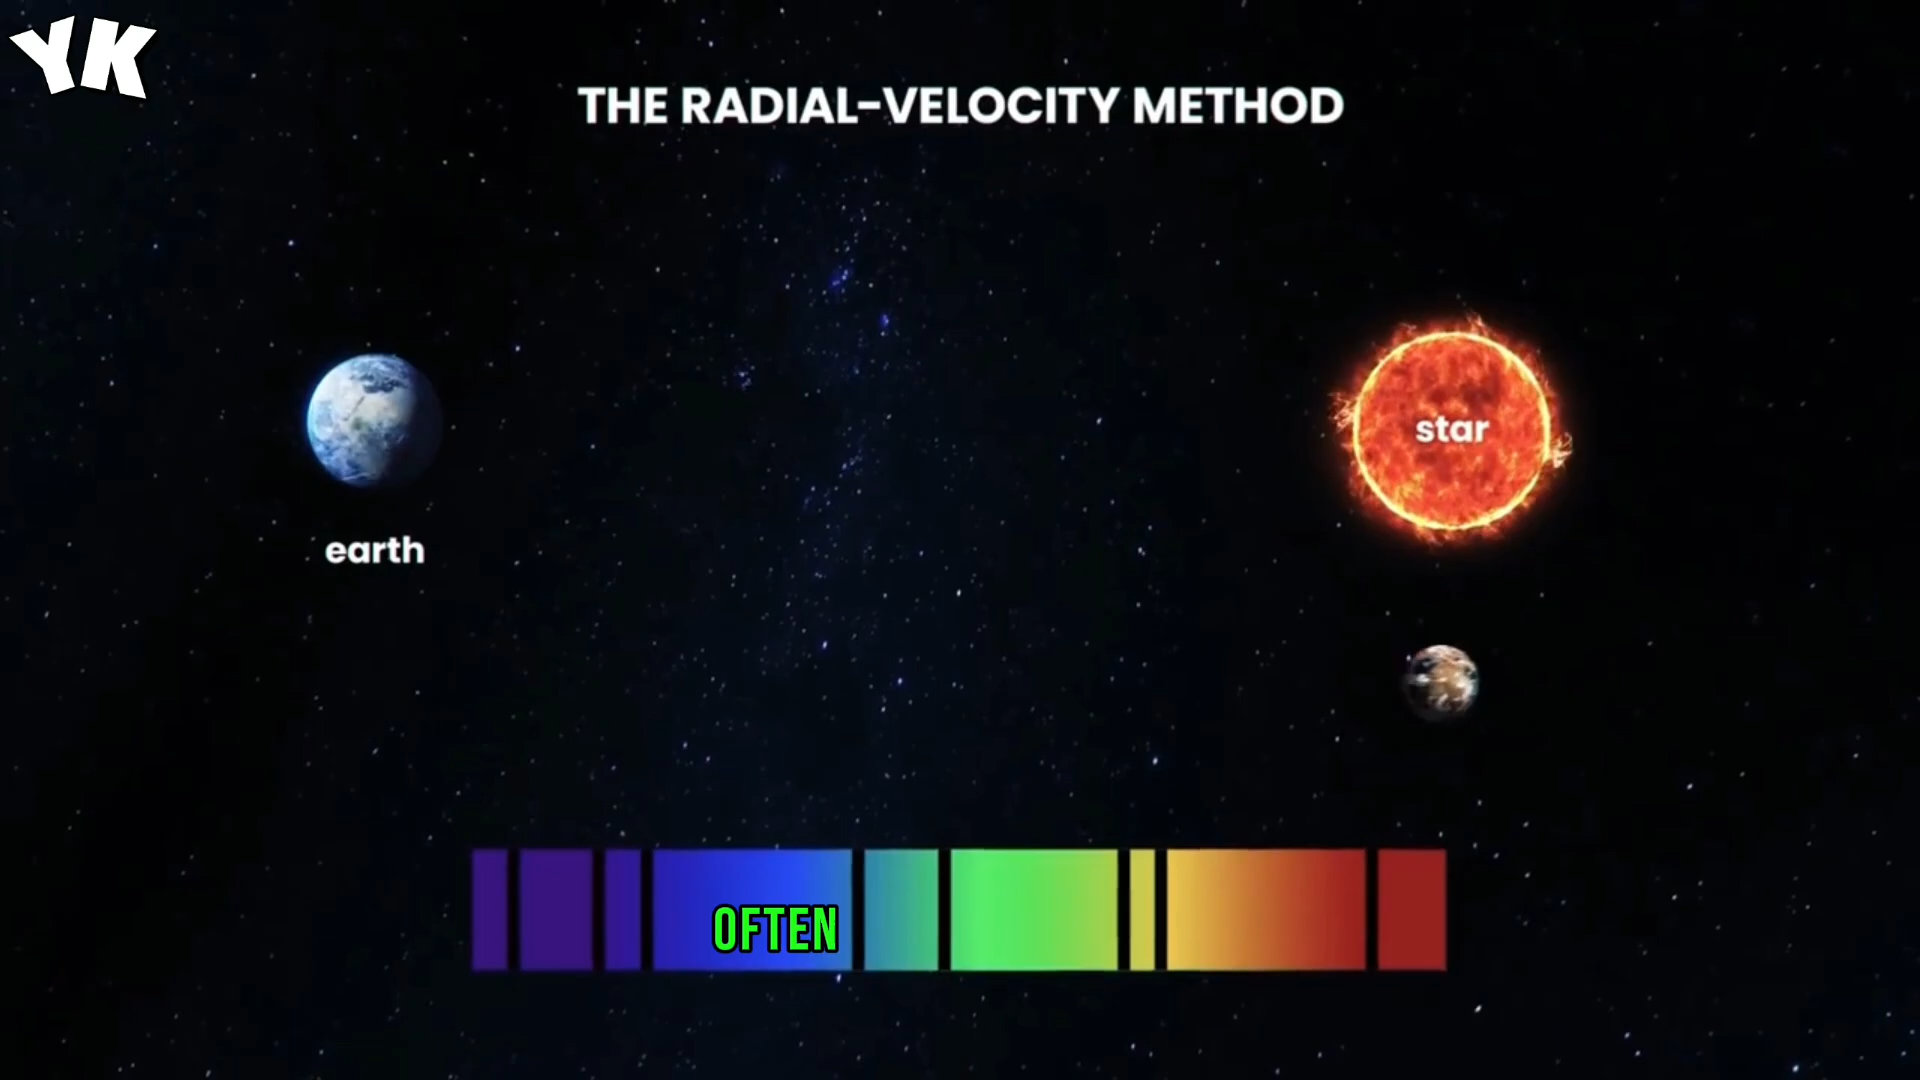 YK
THE RADIAL-VELOCITY METHOD
star
earth
OFTEN